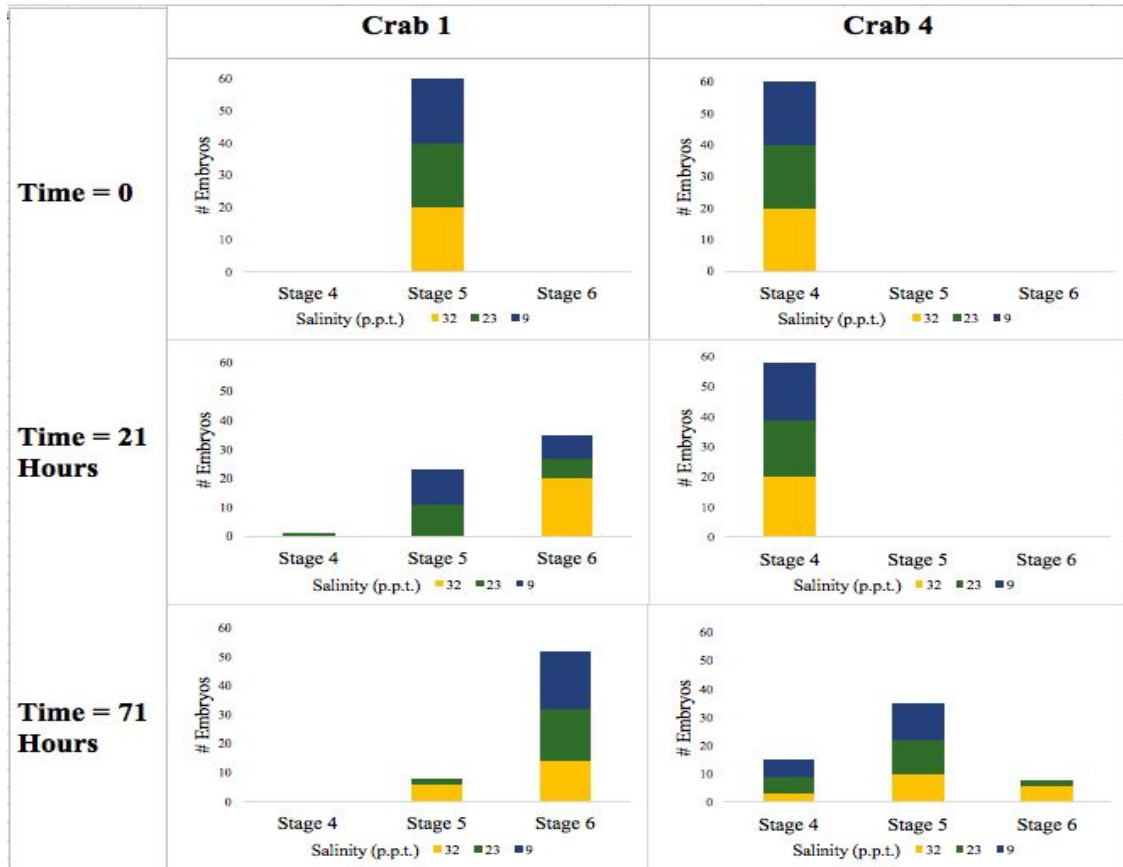 Crab 1
Crab 4
Time = 0
# Embryos
60
50
40
30
20
10
0
Stage 4 Stage 5 Stage 6
Salinity (p.p.t.) 32 23 9
# Embryos
60
50
40
30
20
10
0
Stage 4 Stage 5 Stage 6
Salinity (p.p.t.) 32 23 9
Time = 21
Hours
# Embryos
60
50
40
30
20
10
0
Stage 4 Stage 5 Stage 6
Salinity (p.p.t.) 32 23 9
# Embryos
60
50
40
30
20
10
0
Stage 4 Stage 5 Stage 6
Salinity (p.p.t.) 32 23 9
Time = 71
Hours
# Embryos
60
50
40
30
20
10
0
Stage 4 Stage 5 Stage 6
Salinity (p.p.t.) 32 23 9
# Embryos
60
50
40
30
20
10
0
Stage 4 Stage 5 Stage 6
Salinity (p.p.t.) 32 23 9